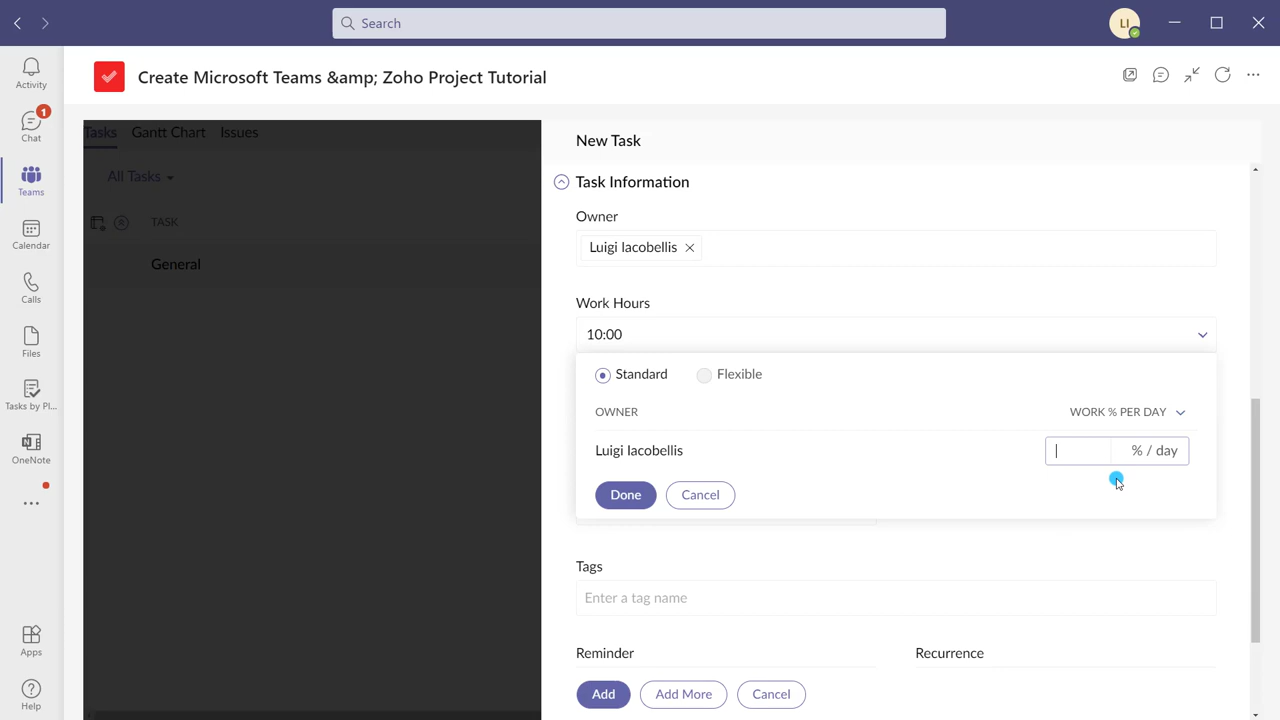 Search
LI
Activity
Chat
1
Teams
Calendar
Calls
Files
Tasks by Pl...
OneNote
Apps
Help
Create Microsoft Teams &amp; Zoho Project Tutorial
Tasks Gantt Chart Issues
All Tasks
TASK
General
New Task
Task Information
Owner
Luigi Iacobellis
Work Hours
10:00
Standard Flexible
OWNER WORK % PER DAY
Luigi Iacobellis % / day
Done Cancel
Tags
Enter a tag name
Reminder Recurrence
Add Add More Cancel